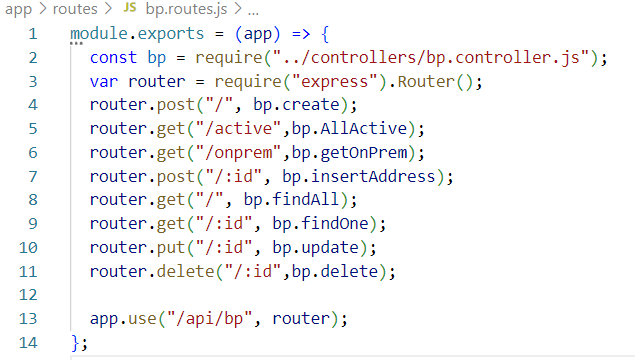 app > routes > JS bp.routes.js > ...
1 module.exports = (app) => {
2   const bp = require("../controllers/bp.controller.js");
3   var router = require("express").Router();
4   router.post("/", bp.create);
5   router.get("/active",bp.AllActive);
6   router.get("/onprem",bp.getOnPrem);
7   router.post("/:id", bp.insertAddress);
8   router.get("/", bp.findAll);
9   router.get("/:id", bp.findOne);
10   router.put("/:id", bp.update);
11   router.delete("/:id",bp.delete);
12
13   app.use("/api/bp", router);
14 };